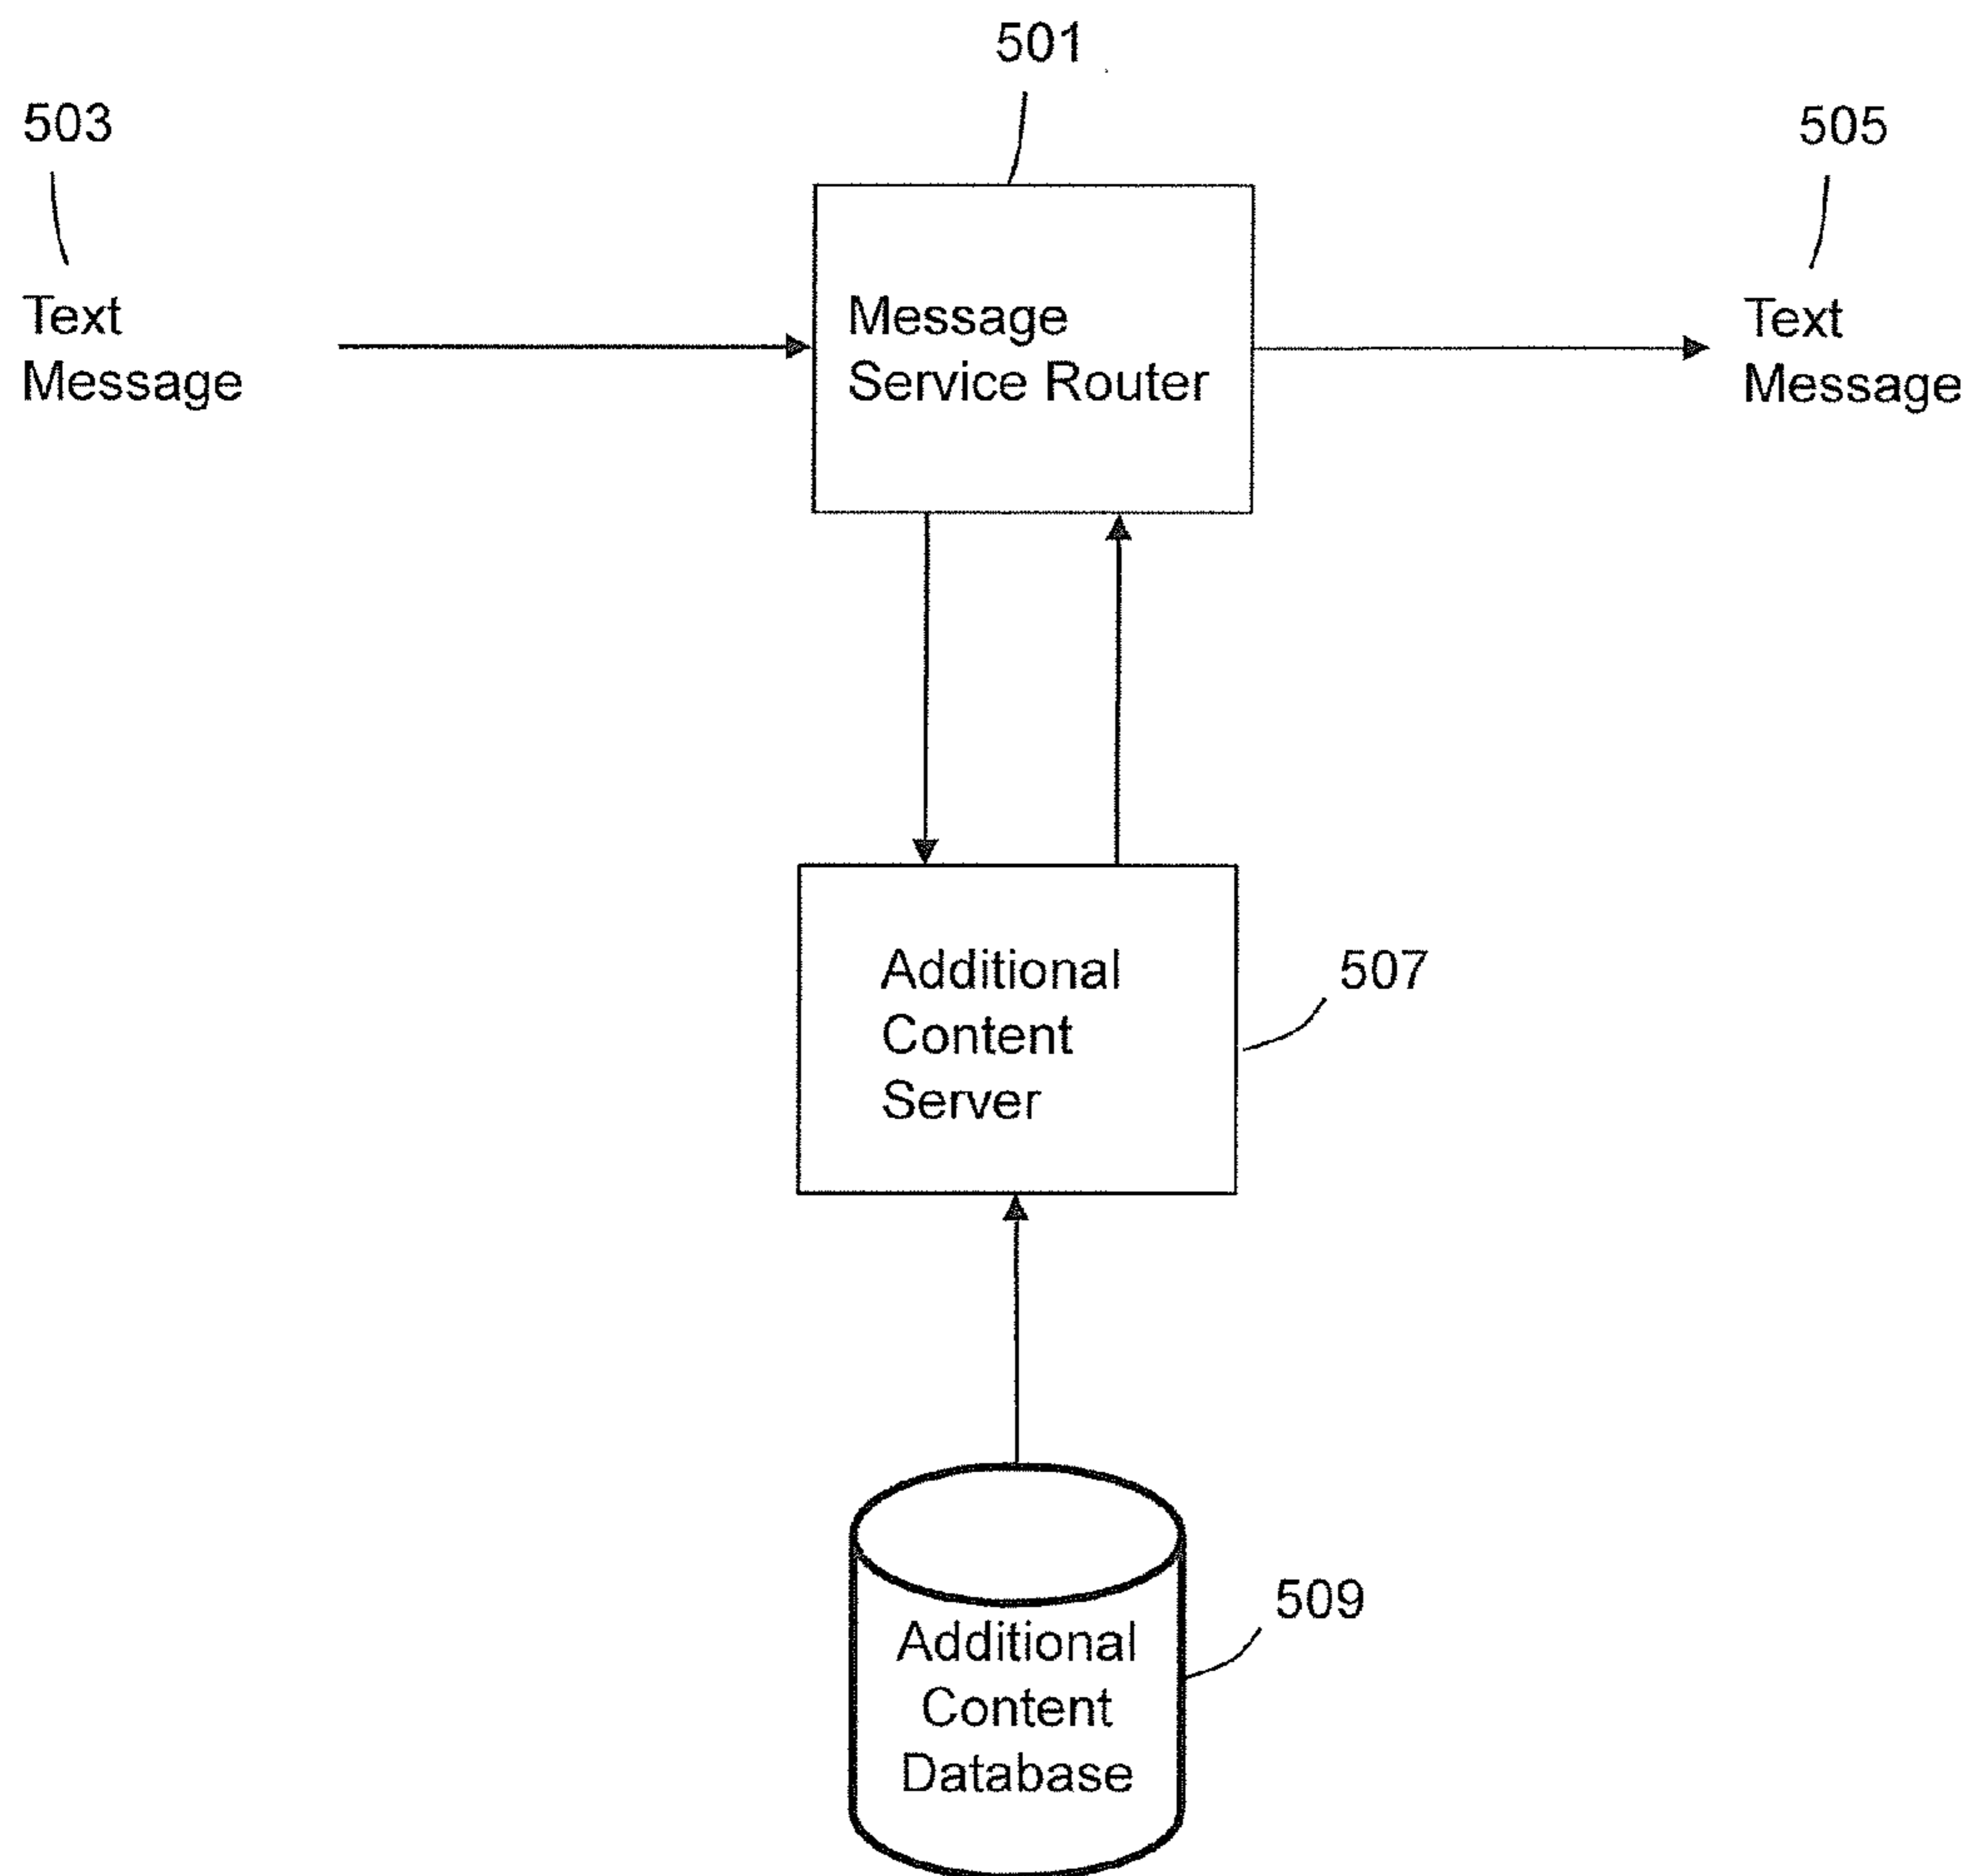 501
503
505
Text
Message
Message
Service Router
Text
Message
Additional
Content
Server
507
509
Additional
Content
Database